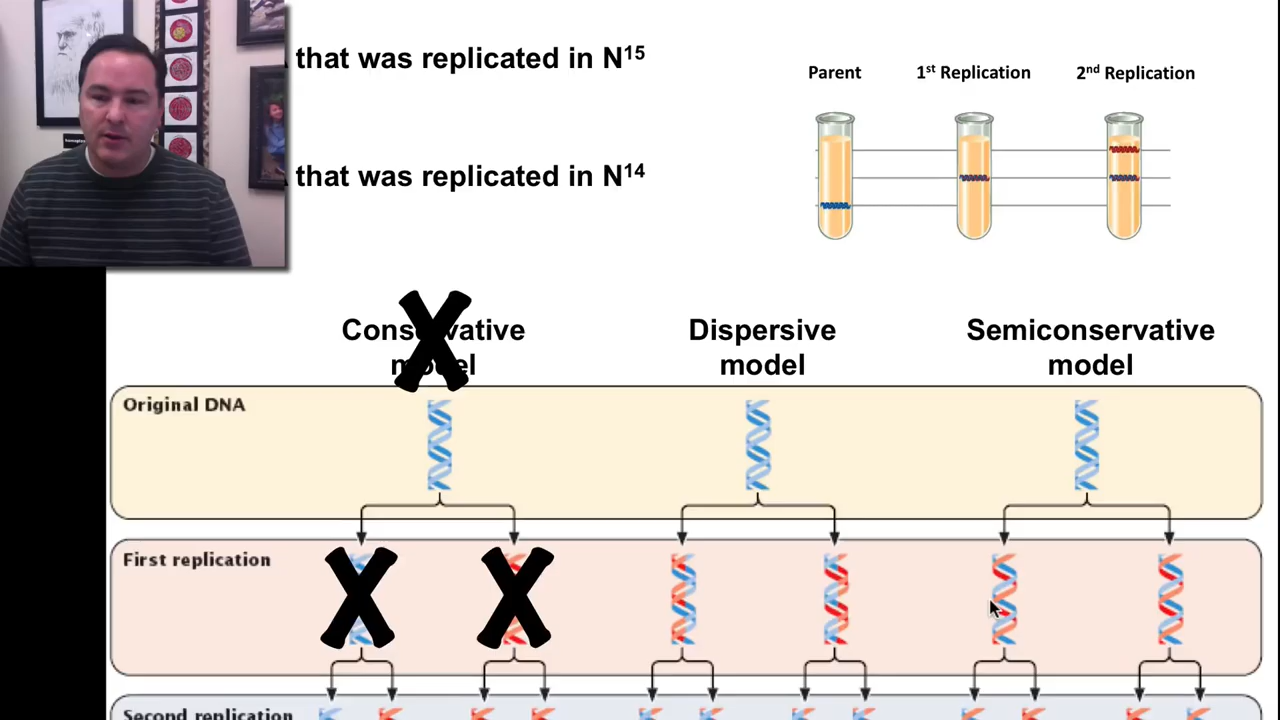 that was replicated in N¹⁵
Parent
1ˢᵗ Replication
2ⁿᵈ Replication
that was replicated in N¹⁴
Conservative
model
Dispersive
model
Semiconservative
model
Original DNA
First replication
Second replication